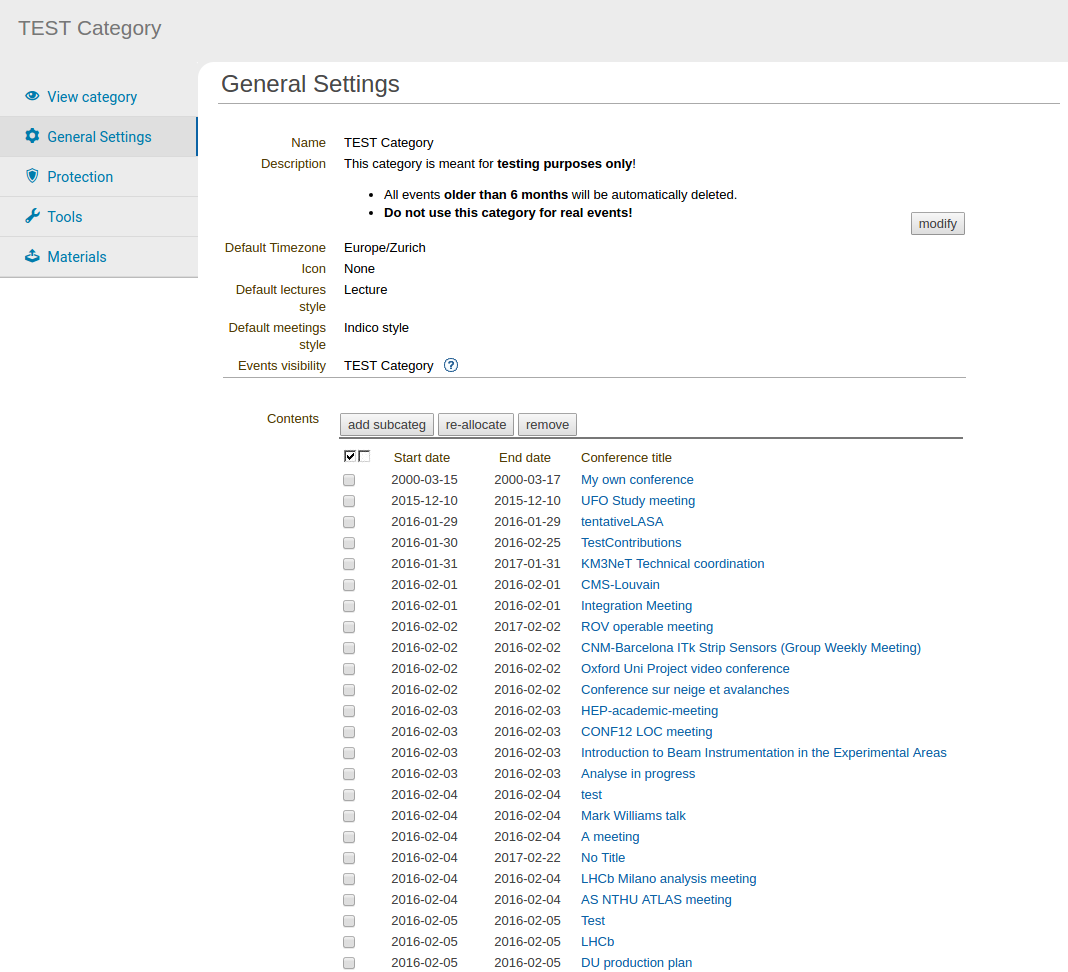 TEST Category
View category
General Settings
Protection
Tools
Materials
General Settings
Name TEST Category
Description This category is meant for testing purposes only!
• All events older than 6 months will be automatically deleted.
• Do not use this category for real events!
modify
Default Timezone Europe/Zurich
Icon None
Default lectures Lecture
style
Default meetings Indico style
style
Events visibility TEST Category ?
Contents add subcateg re-allocate remove
Start date End date Conference title
2000-03-15 2000-03-17 My own conference
2015-12-10 2015-12-10 UFO Study meeting
2016-01-29 2016-01-29 tentativeLASA
2016-01-30 2016-02-25 TestContributions
2016-01-31 2017-01-31 KM3NeT Technical coordination
2016-02-01 2016-02-01 CMS-Louvain
2016-02-01 2016-02-01 Integration Meeting
2016-02-02 2017-02-02 ROV operable meeting
2016-02-02 2016-02-02 CNM-Barcelona ITk Strip Sensors (Group Weekly Meeting)
2016-02-02 2016-02-02 Oxford Uni Project video conference
2016-02-02 2016-02-02 Conference sur neige et avalanches
2016-02-03 2016-02-03 HEP-academic-meeting
2016-02-03 2016-02-03 CONF12 LOC meeting
2016-02-03 2016-02-03 Introduction to Beam Instrumentation in the Experimental Areas
2016-02-03 2016-02-03 Analyse in progress
2016-02-04 2016-02-04 test
2016-02-04 2016-02-04 Mark Williams talk
2016-02-04 2016-02-04 A meeting
2016-02-04 2017-02-22 No Title
2016-02-04 2016-02-04 LHCb Milano analysis meeting
2016-02-04 2016-02-04 AS NTHU ATLAS meeting
2016-02-05 2016-02-05 Test
2016-02-05 2016-02-05 LHCb
2016-02-05 2016-02-05 DU production plan